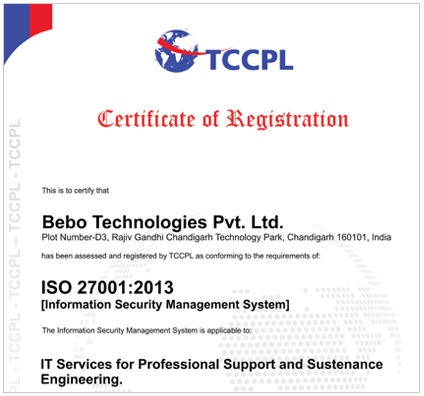 TCCPL
Certificate of Registration
This is to certify that
Bebo Technologies Pvt. Ltd.
Plot Number-D3, Rajiv Gandhi Chandigarh Technology Park, Chandigarh 160101, India
has been assessed and registered by TCCPL as conforming to the requirements of:
ISO 27001:2013
[Information Security Management System]
The Information Security Management System is applicable to:
IT Services for Professional Support and Sustenance
Engineering.
PL - TCCPL - TCCPL – TCCPL - TCCPL